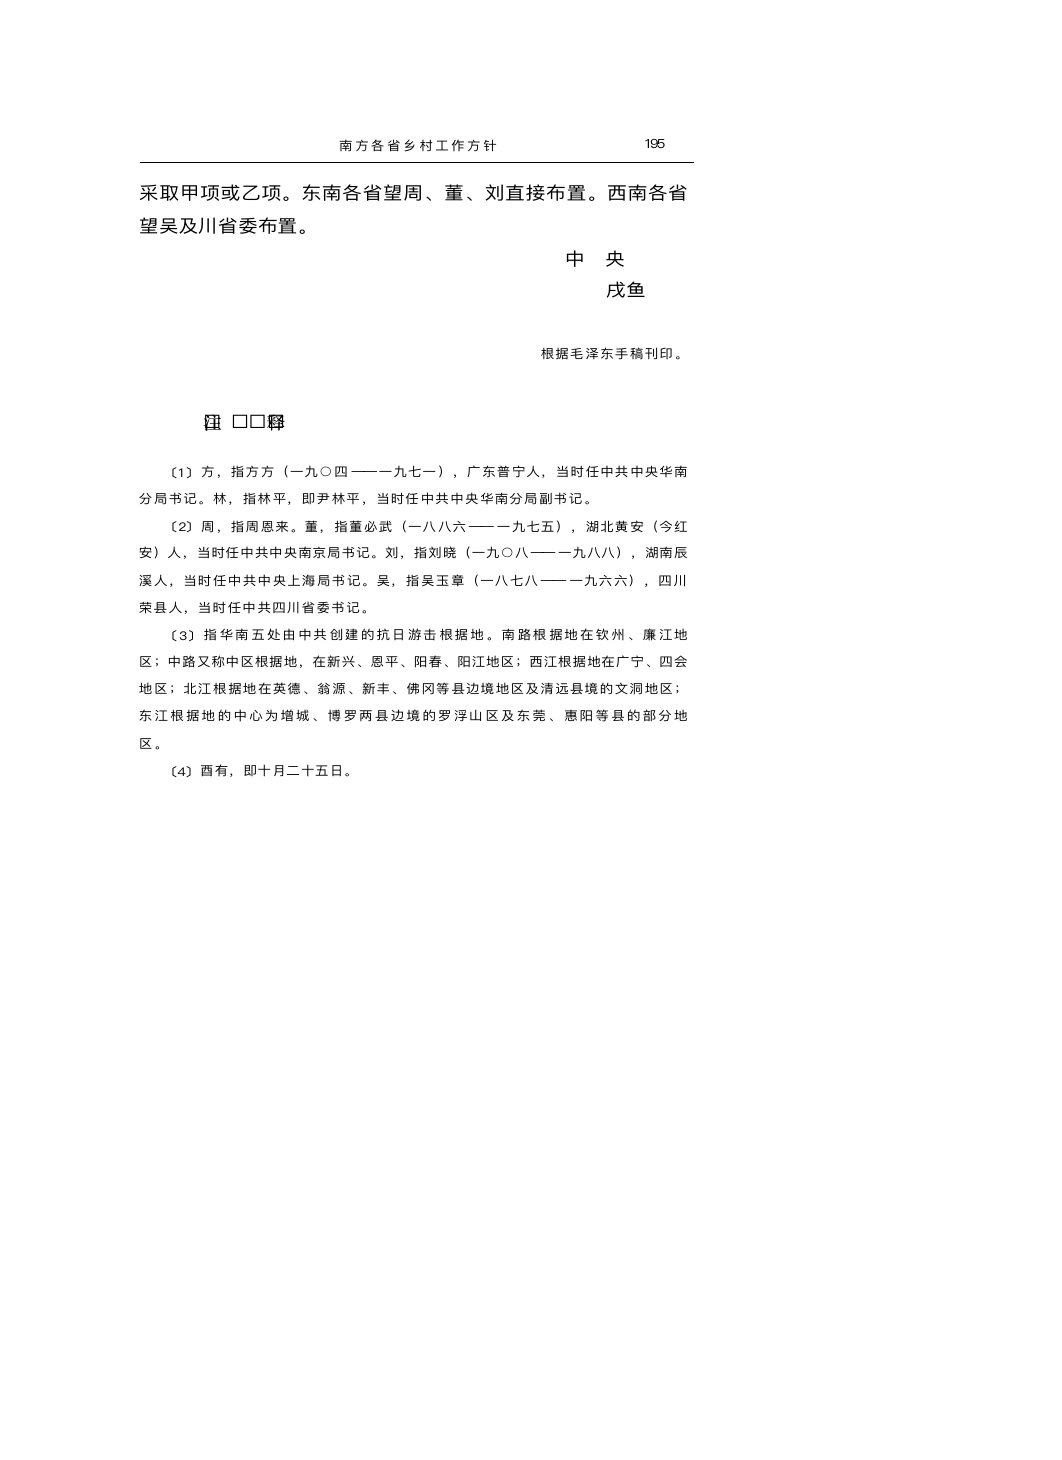 南方各省乡村工作方针 195
采取甲项或乙项。东南各省望周、董、刘直接布置。西南各省
望吴及川省委布置。
中 央
戌鱼
根据毛泽东手稿刊印。
注 □□释
〔1〕方，指方方（一九〇四——一九七一），广东普宁人，当时任中共中央华南
分局书记。林，指林平，即尹林平，当时任中共中央华南分局副书记。
〔2〕周，指周恩来。董，指董必武（一八八六——一九七五），湖北黄安（今红
安）人，当时任中共中央南京局书记。刘，指刘晓（一九〇八——一九八八），湖南辰
溪人，当时任中共中央上海局书记。吴，指吴玉章（一八七八——一九六六），四川
荣县人，当时任中共四川省委书记。
〔3〕指华南五处由中共创建的抗日游击根据地。南路根据地在钦州、廉江地
区；中路又称中区根据地，在新兴、恩平、阳春、阳江地区；西江根据地在广宁、四会
地区；北江根据地在英德、翁源、新丰、佛冈等县边境地区及清远县境的文洞地区；
东江根据地的中心为增城、博罗两县边境的罗浮山区及东莞、惠阳等县的部分地
区。
〔4〕酉有，即十月二十五日。